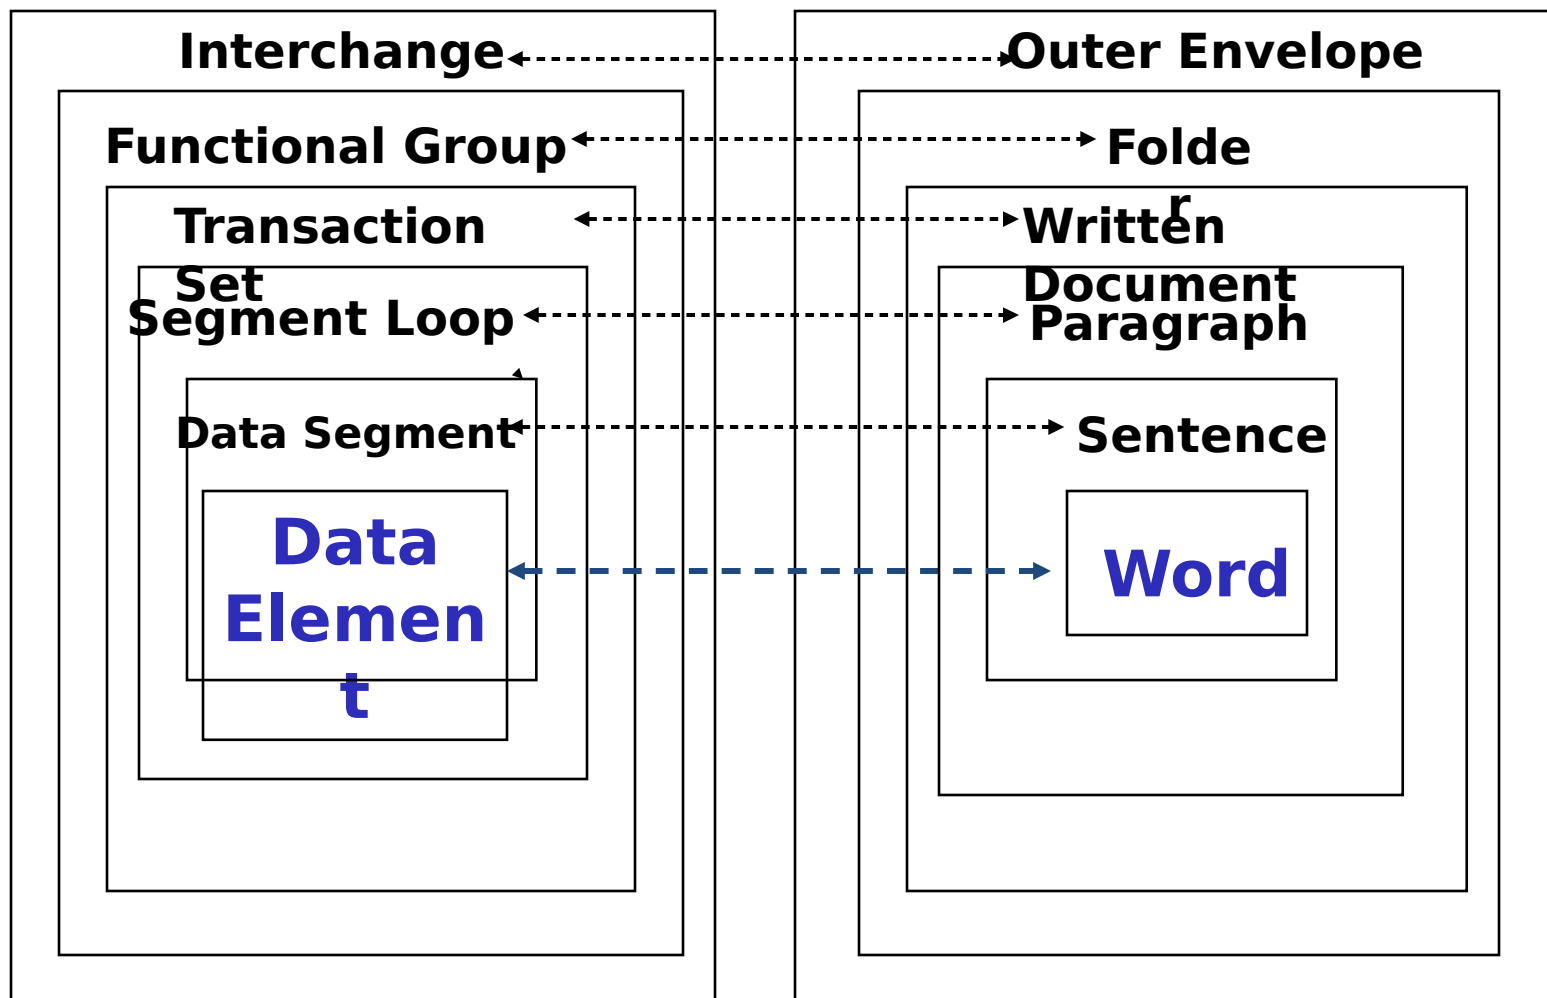 Interchange
Outer Envelope
Functional Group
Folde
r
Transaction
Set
Written
Document
Segment Loop
Paragraph
Data Segment
Sentence
Data
Elemen
t
Word